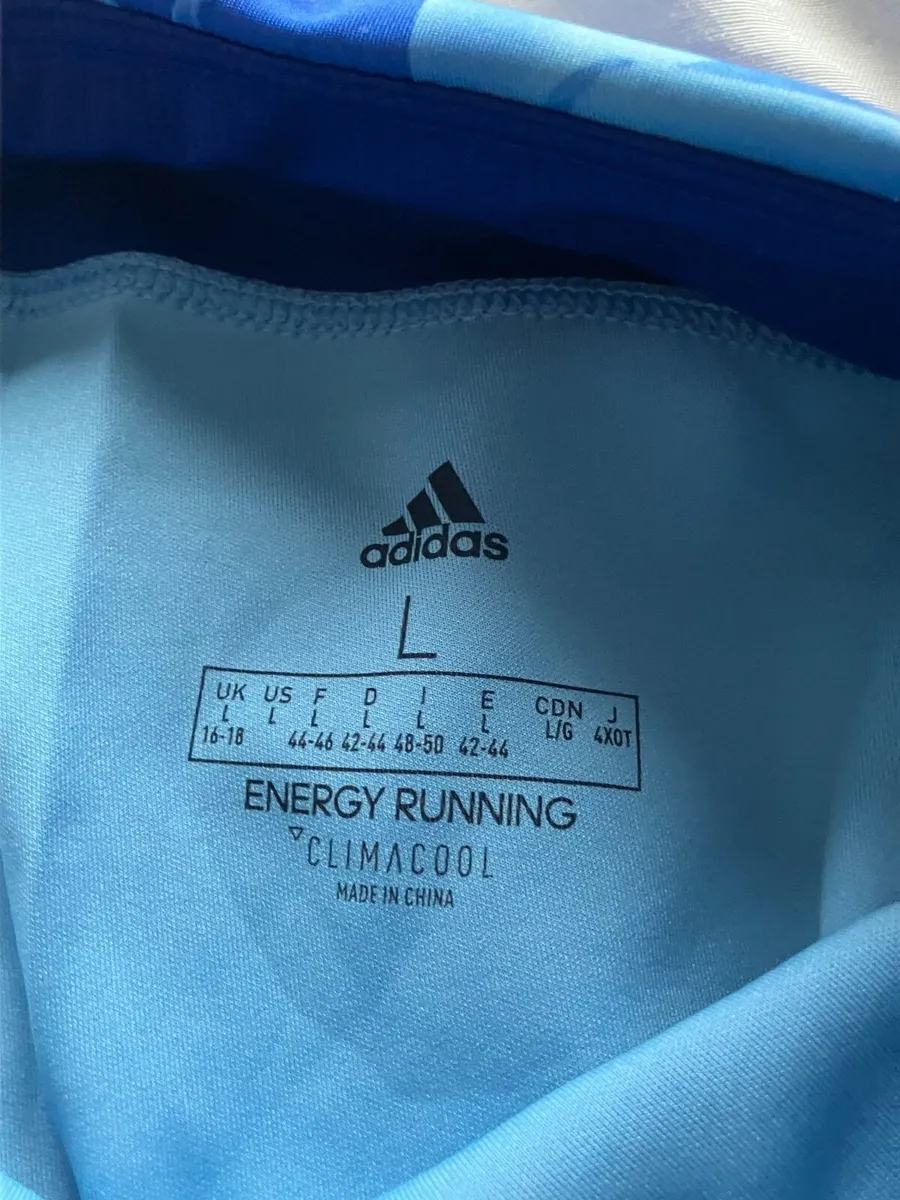 adidas
L
UK US F D I E CDN J
L L L L L L L/G 4XOT
16-18 44-46 42-44 48-50 42-44
ENERGY RUNNING
CLIMACOOL
MADE IN CHINA